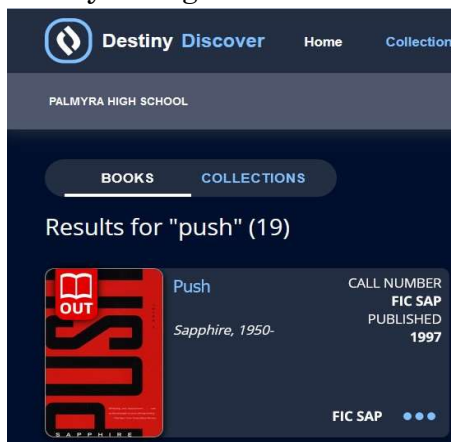 Destiny Discover Home Collection
PALMYRA HIGH SCHOOL
BOOKS COLLECTIONS
Results for "push" (19)
OUT
PUSH
SAPPHIRE
Push
Sapphire, 1950-
CALL NUMBER
FIC SAP
PUBLISHED
1997
FIC SAP